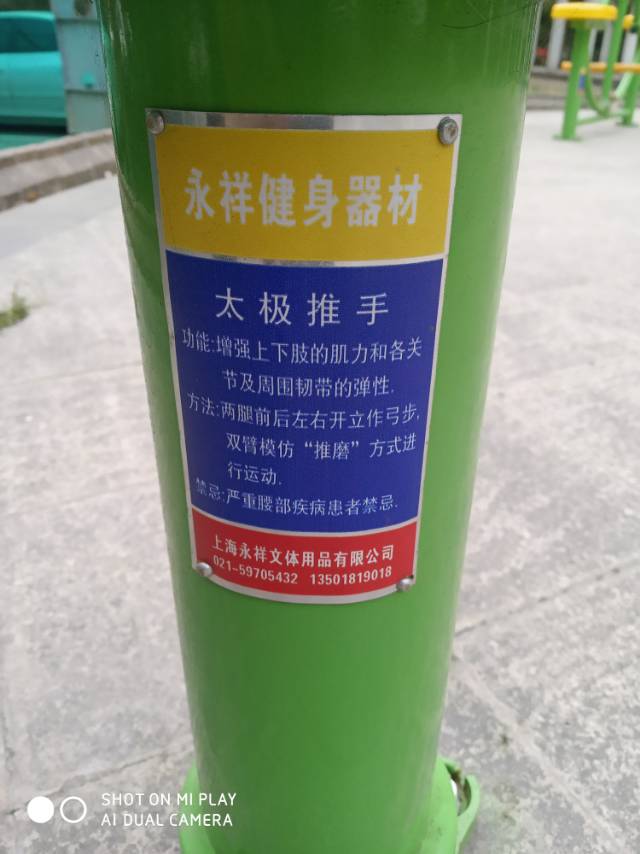 永祥健身器材
太极推手
功能:增强上下肢的肌力和各关
节及周围韧带的弹性.
方法:两腿前后左右开立作弓步,
双臂模仿“推磨”方式进
行运动.
禁忌:严重腰部疾病患者禁忌.
上海永祥文体用品有限公司
021-59705432 13501819018
SHOT ON MI PLAY
AI DUAL CAMERA